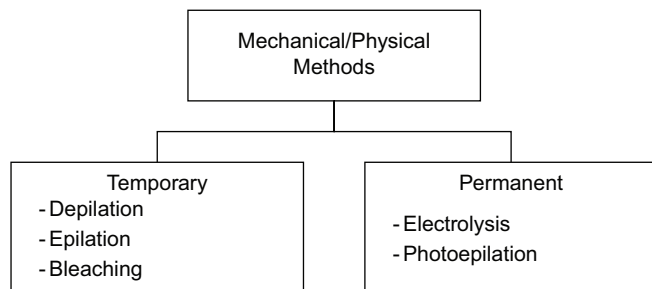 Mechanical/Physical
Methods
Temporary
- Depilation
- Epilation
- Bleaching
Permanent
- Electrolysis
- Photoepilation